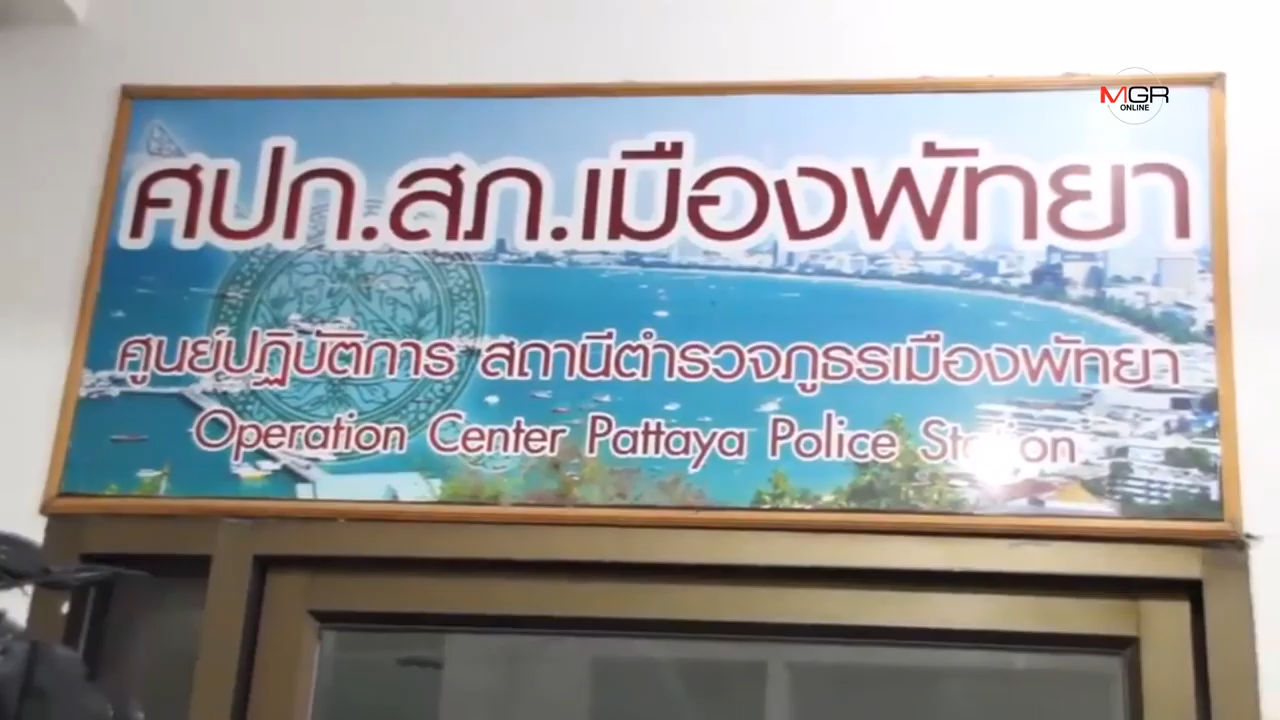 MGR
ONLINE
ศปก.สภ.เมืองพัทยา
ศูนย์ปฏิบัติการ สถานีตำรวจภูธรเมืองพัทยา
Operation Center Pattaya Police Station